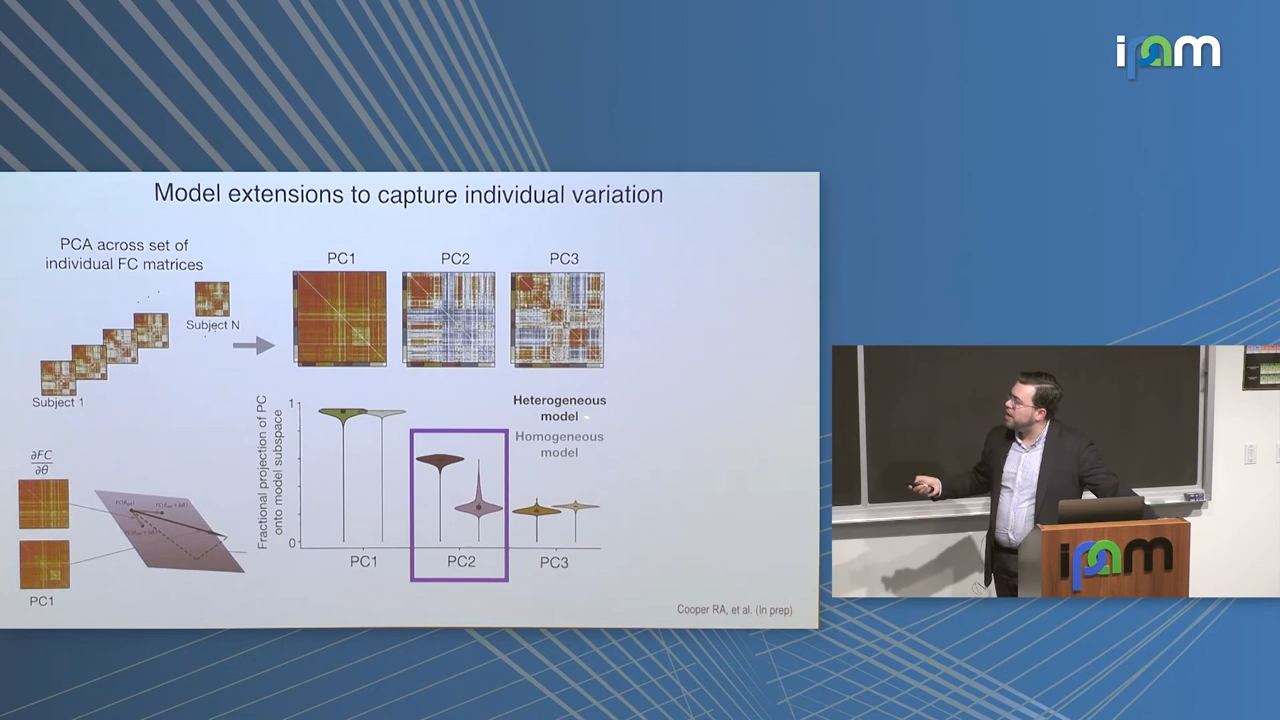 ipam
Model extensions to capture individual variation
PCA across set of
individual FC matrices
Subject N
Subject 1
PC1
PC2
PC3
Fractional projection of PC
onto model subspace
1
0
Heterogeneous
model
Homogeneous
model
PC1
PC2
PC3
∂FC
∂θ
PC1
Cooper RA, et al. (In prep)
ipam